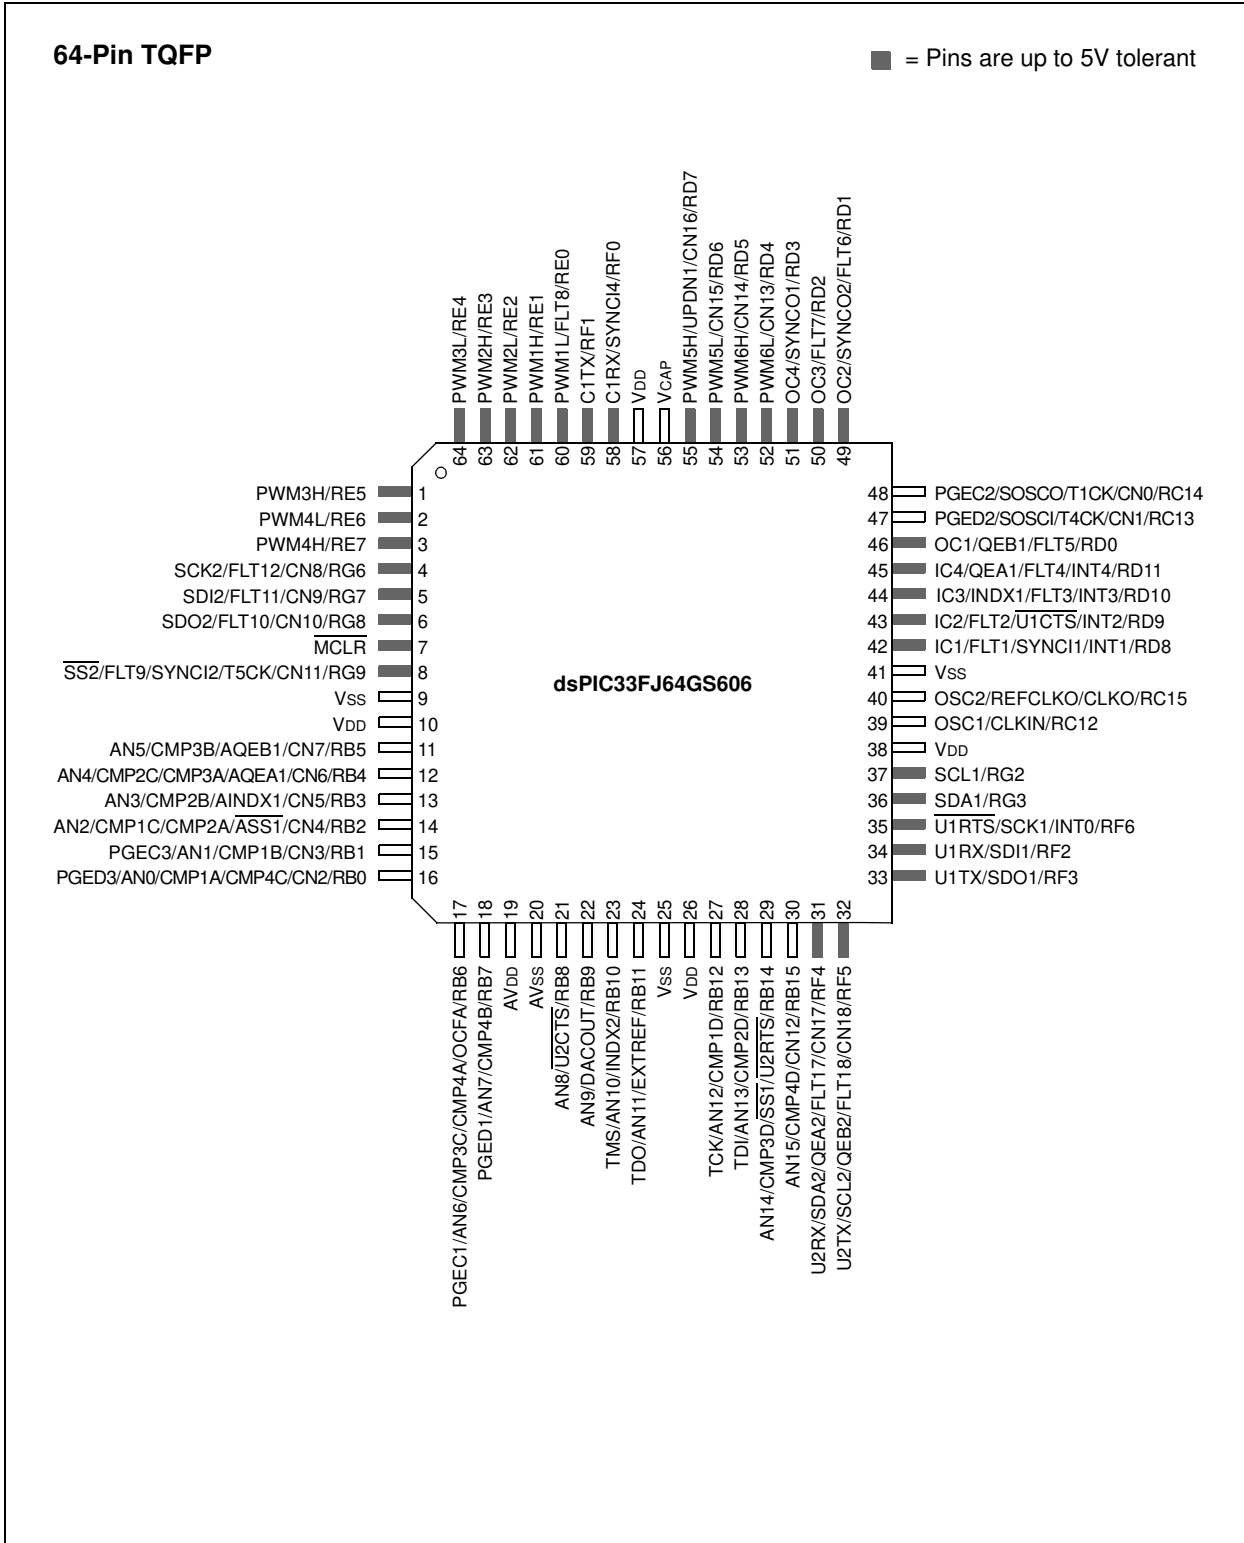 64-Pin TQFP
= Pins are up to 5V tolerant
PWM3L/RE4
PWM2H/RE3
PWM2L/RE2
PWM1H/RE1
PWM1L/FLT8/RE0
C1TX/RF1
C1RX/SYNCI4/RF0
VDD
VCAP
PWM5H/UPDN1/CN16/RD7
PWM5L/CN15/RD6
PWM6H/CN14/RD5
PWM6L/CN13/RD4
OC4/SYNCO1/RD3
OC3/FLT7/RD2
OC2/SYNCO2/FLT6/RD1
64
63
62
61
60
59
58
57
56
55
54
53
52
51
50
49
PWM3H/RE5 1
PWM4L/RE6 2
PWM4H/RE7 3
SCK2/FLT12/CN8/RG6 4
SDI2/FLT11/CN9/RG7 5
SDO2/FLT10/CN10/RG8 6
MCLR 7
SS2/FLT9/SYNCI2/T5CK/CN11/RG9 8
VSS 9
VDD 10
AN5/CMP3B/AQEB1/CN7/RB5 11
AN4/CMP2C/CMP3A/AQEA1/CN6/RB4 12
AN3/CMP2B/AINDX1/CN5/RB3 13
AN2/CMP1C/CMP2A/ASS1/CN4/RB2 14
PGEC3/AN1/CMP1B/CN3/RB1 15
PGED3/AN0/CMP1A/CMP4C/CN2/RB0 16
dsPIC33FJ64GS606
48 PGEC2/SOSCO/T1CK/CN0/RC14
47 PGED2/SOSCI/T4CK/CN1/RC13
46 OC1/QEB1/FLT5/RD0
45 IC4/QEA1/FLT4/INT4/RD11
44 IC3/INDX1/FLT3/INT3/RD10
43 IC2/FLT2/U1CTS/INT2/RD9
42 IC1/FLT1/SYNCI1/INT1/RD8
41 VSS
40 OSC2/REFCLKO/CLKO/RC15
39 OSC1/CLKIN/RC12
38 VDD
37 SCL1/RG2
36 SDA1/RG3
35 U1RTS/SCK1/INT0/RF6
34 U1RX/SDI1/RF2
33 U1TX/SDO1/RF3
17
18
19
20
21
22
23
24
25
26
27
28
29
30
31
32
PGEC1/AN6/CMP3C/CMP4A/OCFA/RB6
PGED1/AN7/CMP4B/RB7
AVDD
AVSS
AN8/U2CTS/RB8
AN9/DACOUT/RB9
TMS/AN10/INDX2/RB10
TDO/AN11/EXTREF/RB11
VSS
VDD
TCK/AN12/CMP1D/RB12
TDI/AN13/CMP2D/RB13
AN14/CMP3D/SS1/U2RTS/RB14
AN15/CMP4D/CN12/RB15
U2RX/SDA2/QEA2/FLT17/CN17/RF4
U2TX/SCL2/QEB2/FLT18/CN18/RF5